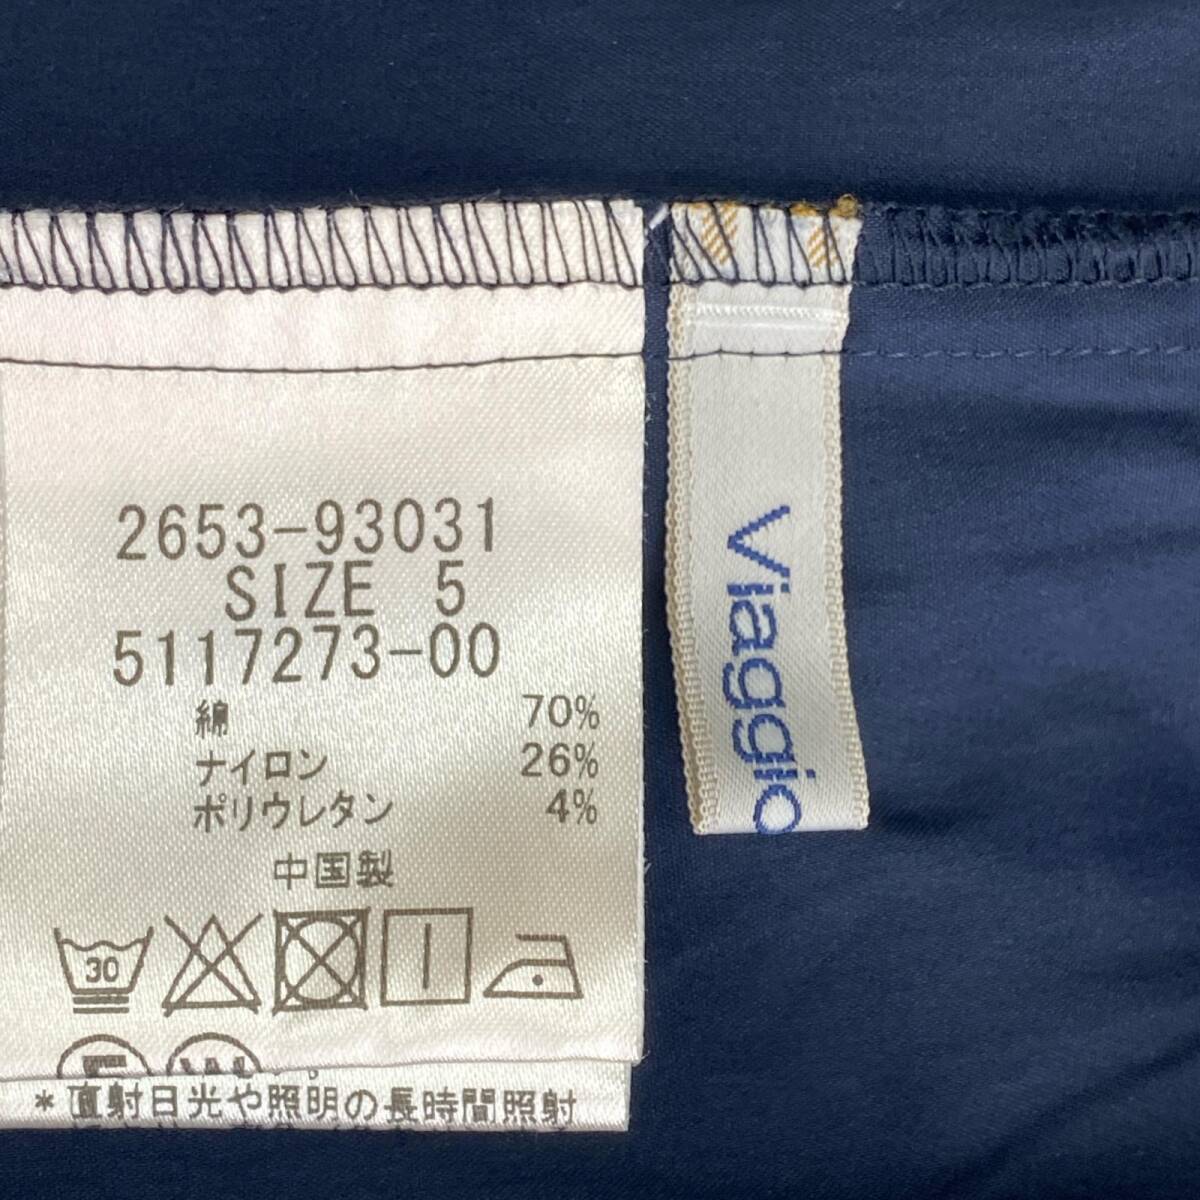 2653-93031
SIZE 5
5117273-00
綿 70%
ナイロン 26%
ポリウレタン 4%
中国製
30
*直射日光や照明の長時間照射
Viaggio